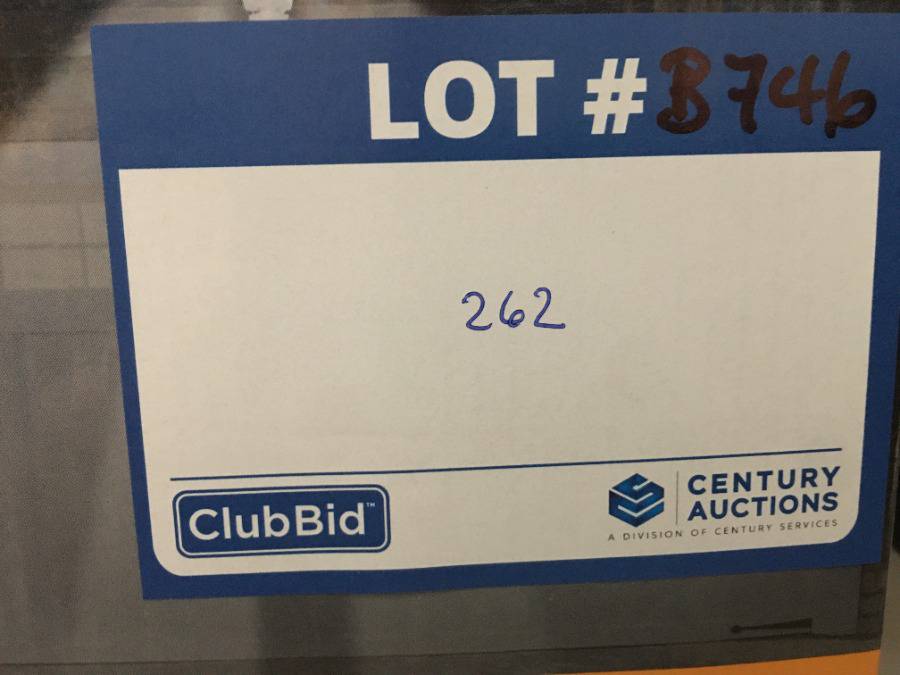 LOT # B746
262
ClubBid™
CENTURY
AUCTIONS
A DIVISION OF CENTURY SERVICES